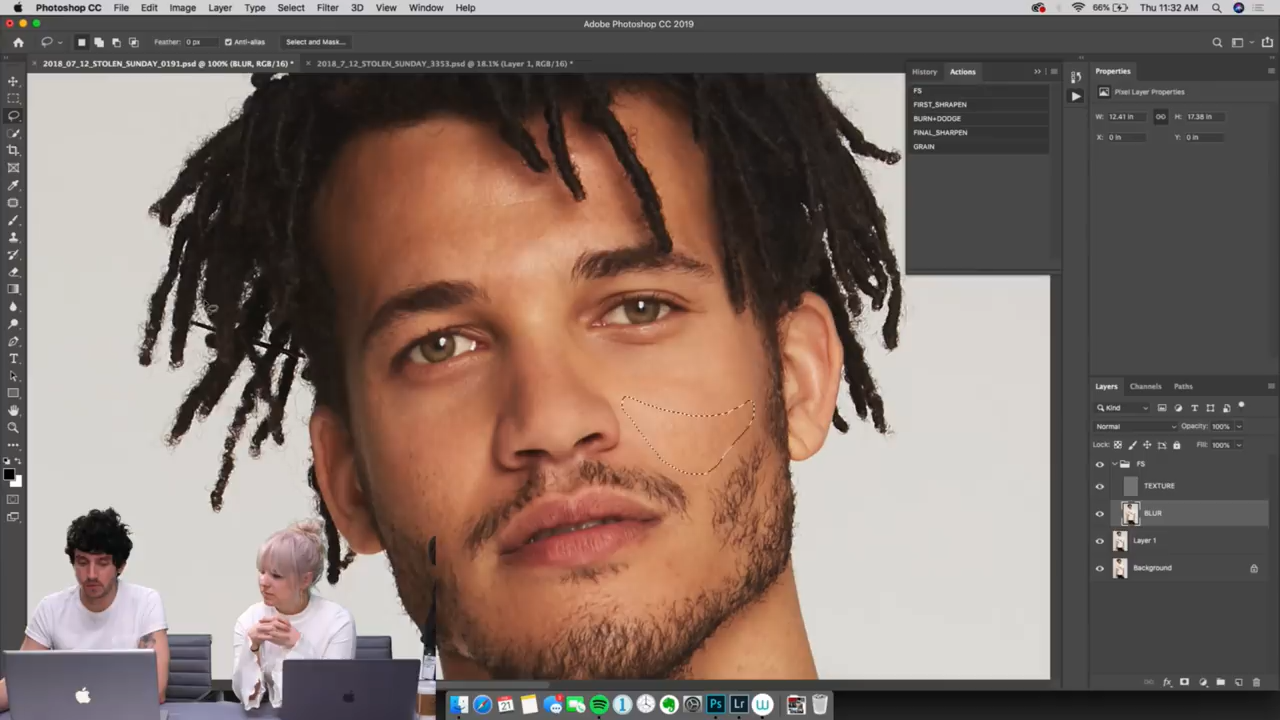 Photoshop CC File Edit Image Layer Type Select Filter 3D View Window Help 66% Thu 11:32 AM
Adobe Photoshop CC 2019
Feather: 0 px Anti-alias Select and Mask...
2018_07_12_STOLEN_SUNDAY_0191.psd @ 100% (BLUR, RGB/16) * 2018_7_12_STOLEN_SUNDAY_3353.psd @ 18.1% (Layer 1, RGB/16) *
History Actions
FS
FIRST_SHRAPEN
BURN+DODGE
FINAL_SHARPEN
GRAIN
Properties
Pixel Layer Properties
W: 12.41 in H: 17.38 in
X: 0 in Y: 0 in
Layers Channels Paths
Kind
Normal Opacity: 100%
Lock: Fill: 100%
FS
TEXTURE
BLUR
Layer 1
Background
21
Ps Lr